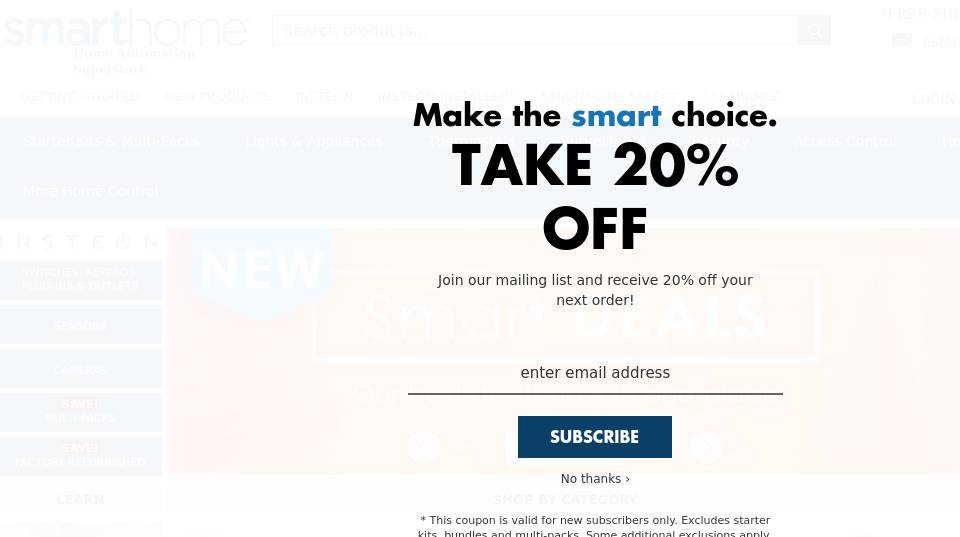 smarthome
Home Automation
Superstore
Search products...
*FREE SHI
EMAI
GETTING STARTED NEW PRODUCTS INSTEON INSTEON INSTALLERS SMARTHOME SELECT CLEARANCE
LOGIN
Make the smart choice.
Starter Kits & Multi-Packs Lights & Appliances Security Access Control Ho
TAKE 20%
More Home Control
OFF
INSTEON
SWITCHES, KEYPADS,
PLUG-INS & OUTLETS
NEW
Join our mailing list and receive 20% off your
next order!
Smart DEALS
SENSORS
CAMERAS
enter email address
SAVE!
MULTI-PACKS
SUBSCRIBE
SAVE!
FACTORY REFURBISHED
No thanks ›
LEARN
SHOP BY CATEGORY
* This coupon is valid for new subscribers only. Excludes starter
kits, bundles and multi-packs. Some additional exclusions apply.